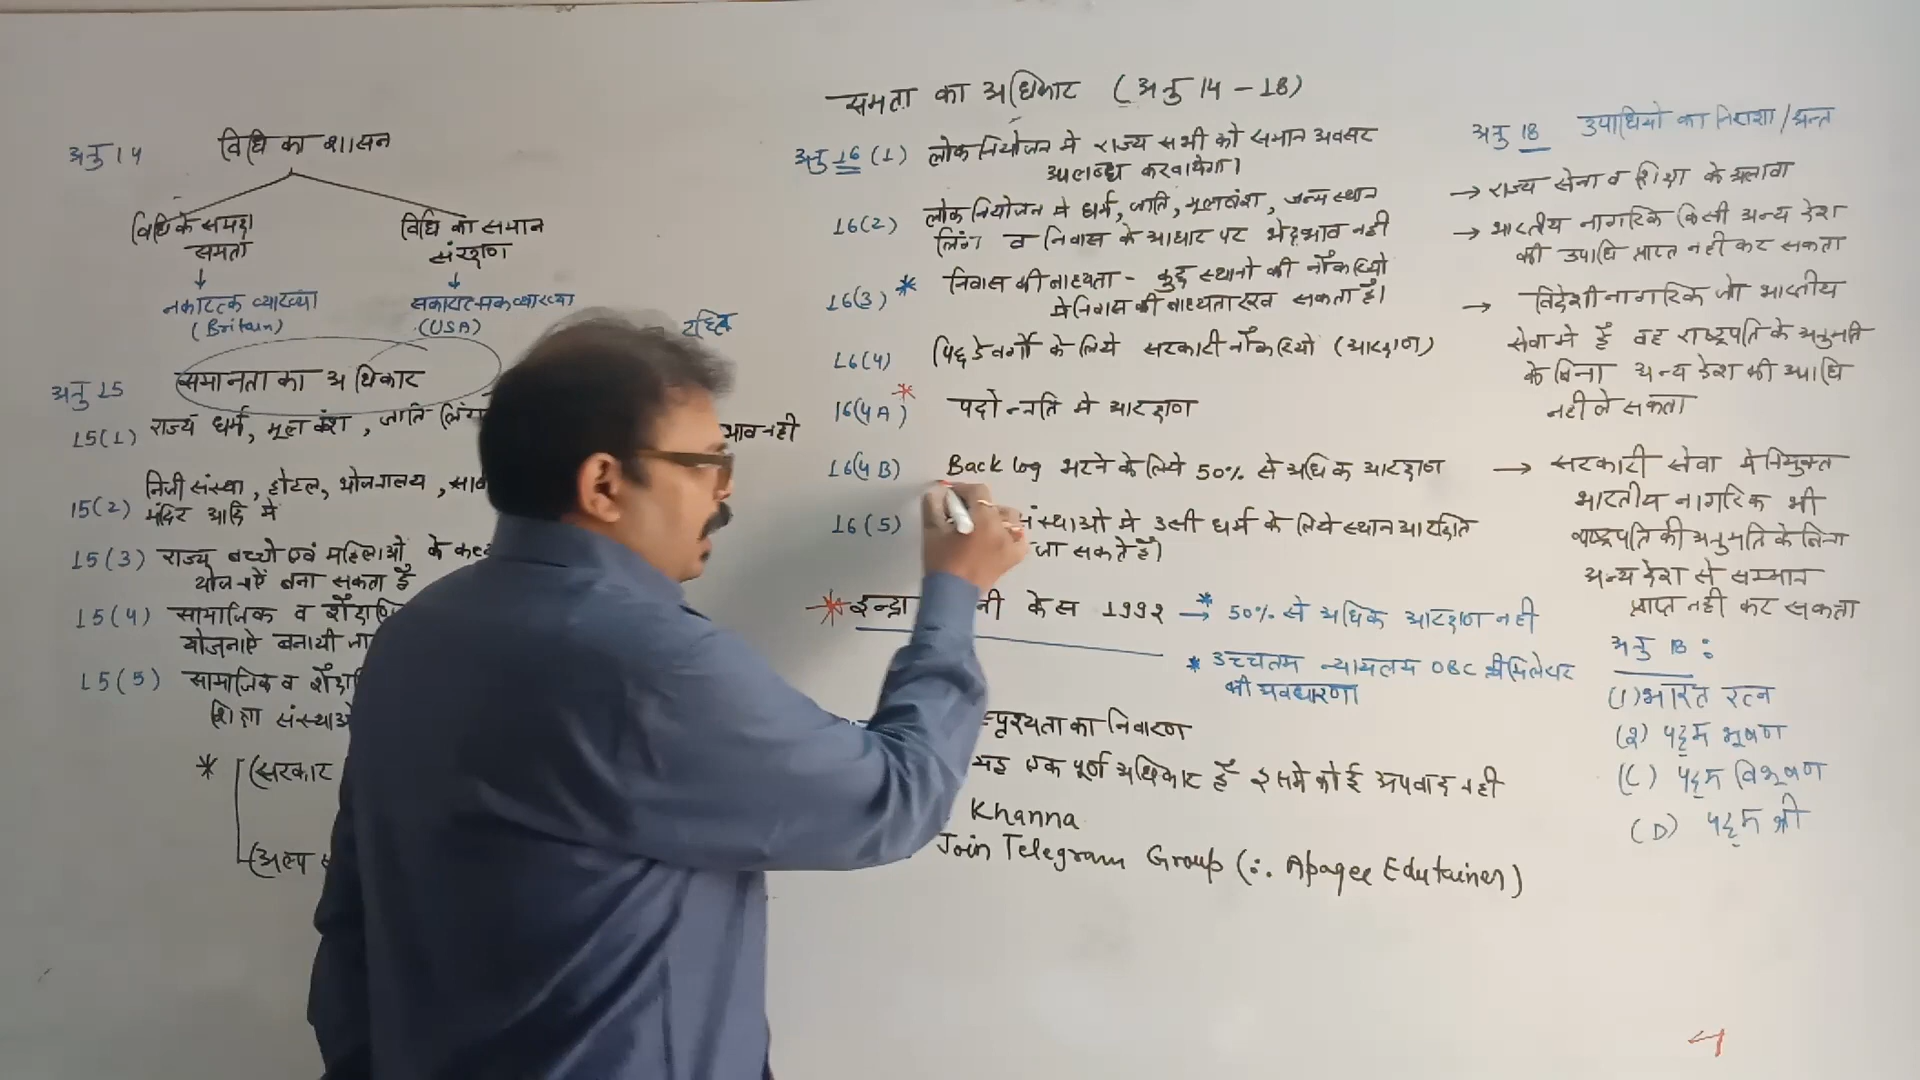 समता का अधिकार (अनु 14 - 18)
अनु 14 विधि का शासन
विधि के समक्ष समता
विधि का समान संरक्षण
नकारत्क व्याख्या
(Britain)
सकारात्मक व्याख्या
(USA)
अनु 15 समानता का अधिकार
15(1) राज्य धर्म, मूल वंश, जाति लिंग
भाव नही
15(2) निजी संस्था, होटल, भोजनालय, साव
मंदिर आदि मे
15(3) राज्य बच्चो एवं महिलाओ के कल्
योजनाऐं बना सकता है
15(4) सामाजिक व शैक्षणि
योजनाऐ बनायी जा
15(5) सामाजिक व शैक्षणि
शिक्षा संस्थाओ
* (सरकार
(अल्प स
अनु 16 (1) लोक नियोजन मे राज्य सभी को समान अवसर
उपलब्ध करवायेगा।
16(2) लोक नियोजन मे धर्म, जाति, मूलवंश, जन्म स्थान
लिंग व निवास के आधार पर भेदभाव नही
16(3) * निवास की बाध्यता - कुछ स्थानो की नौकरियो
मे निवास की बाध्यता रख सकता है।
16(4) पिछडे वर्गो के लिये सरकारी नौकरियो (आरक्षण)
16(4A) * पदोन्नति मे आरक्षण
16(4B) Back log भरने के लिये 50% से अधिक आरक्षण
16(5) संस्थाओ मे उसी धर्म के लिये स्थान आरक्षित
जा सकते है।
* इन्द्रा नी केस 1992 → * 50% से अधिक आरक्षण नही
* उच्चतम न्यायलय OBC क्रीमिलेयर
की अवधारणा
स्पृश्यता का निवारण
यह एक पूर्ण अधिकार है इसमे कोई अपवाद नही
Khanna
Join Telegram Group (:. Apogee Edutainer)
अनु 18 उपाधियो का निराशा/अन्त
→ राज्य सेना व शिक्षा के अलावा
→ भारतीय नागरिक किसी अन्य देश
की उपाधि प्राप्त नही कर सकता
→ विदेशी नागरिक जो भारतीय
सेवा मे है वह राष्ट्रपति के अनुमति
के बिना अन्य देश की उपाधि
नही ले सकता
→ सरकारी सेवा मे नियुक्त
भारतीय नागरिक भी
राष्ट्रपति की अनुमति के बिना
अन्य देश से सम्मान
प्राप्त नही कर सकता
अनु 18 :
(1) भारत रत्न
(2) पद्म भूषण
(C) पद्म विभूषण
(D) पद्म श्री